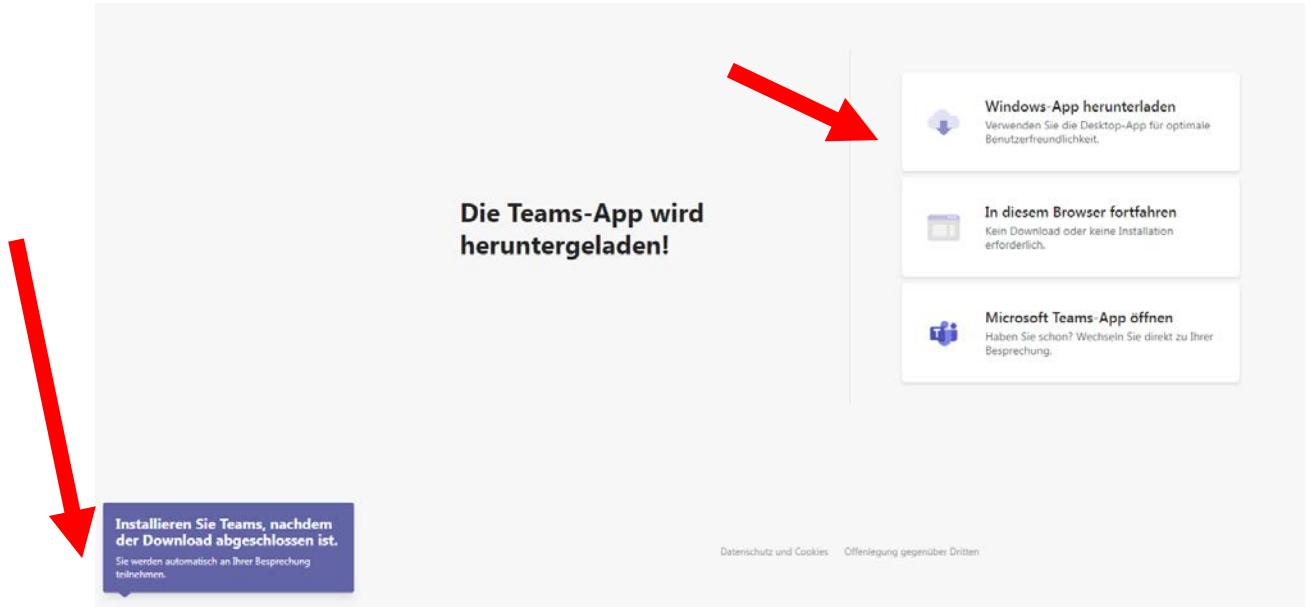 Die Teams-App wird
heruntergeladen!
Windows-App herunterladen
Verwenden Sie die Desktop-App für optimale
Benutzerfreundlichkeit.
In diesem Browser fortfahren
Kein Download oder keine Installation
erforderlich.
Microsoft Teams-App öffnen
Haben Sie schon? Wechseln Sie direkt zu Ihrer
Besprechung.
Installieren Sie Teams, nachdem
der Download abgeschlossen ist.
Sie werden automatisch an Ihrer Besprechung
teilnehmen.
Datenschutz und Cookies Offenlegung gegenüber Dritten